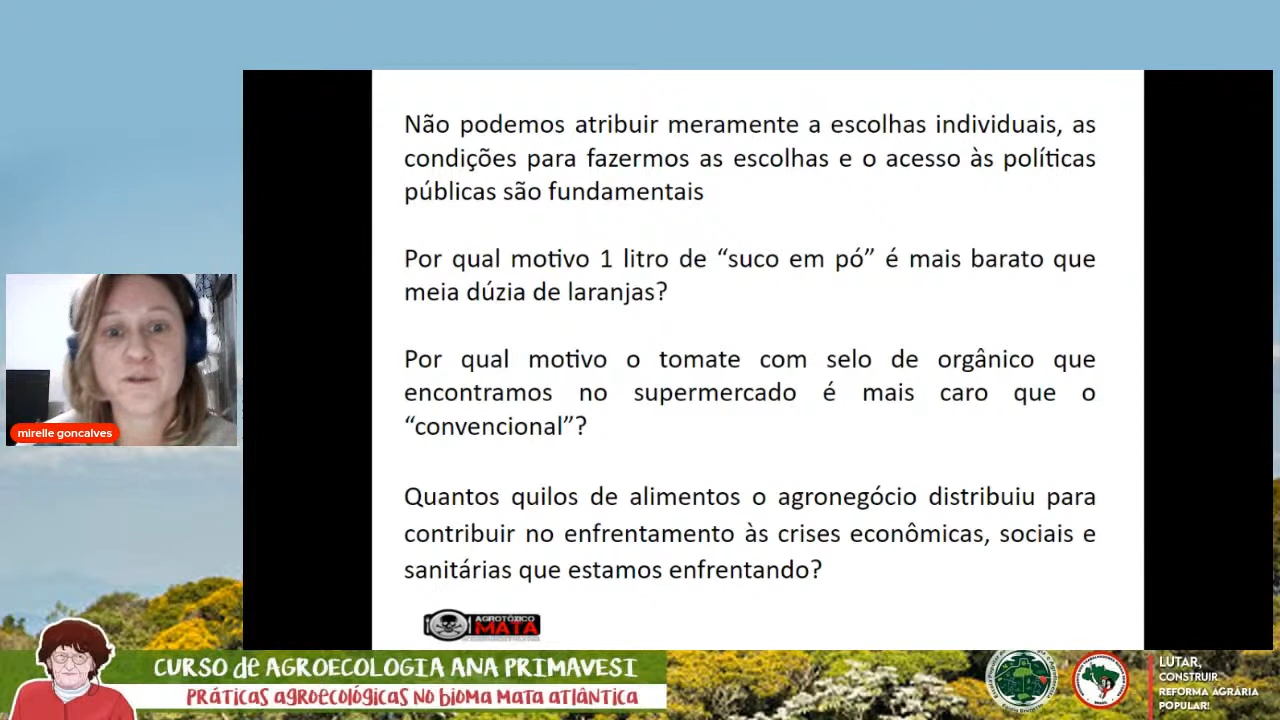 Não podemos atribuir meramente a escolhas individuais, as
condições para fazermos as escolhas e o acesso às políticas
públicas são fundamentais
Por qual motivo 1 litro de “suco em pó” é mais barato que
meia dúzia de laranjas?
Por qual motivo o tomate com selo de orgânico que
encontramos no supermercado é mais caro que o
“convencional”?
Quantos quilos de alimentos o agronegócio distribuiu para
contribuir no enfrentamento às crises econômicas, sociais e
sanitárias que estamos enfrentando?
mirelle goncalves
AGROTÓXICO
MATA
CURSO de AGROECOLOGIA ANA PRIMAVESI
PRÁTICAS AGROECOLÓGICAS NO BIOMA MATA ATLÂNTICA
LUTAR,
CONSTRUIR
REFORMA AGRÁRIA
POPULAR!